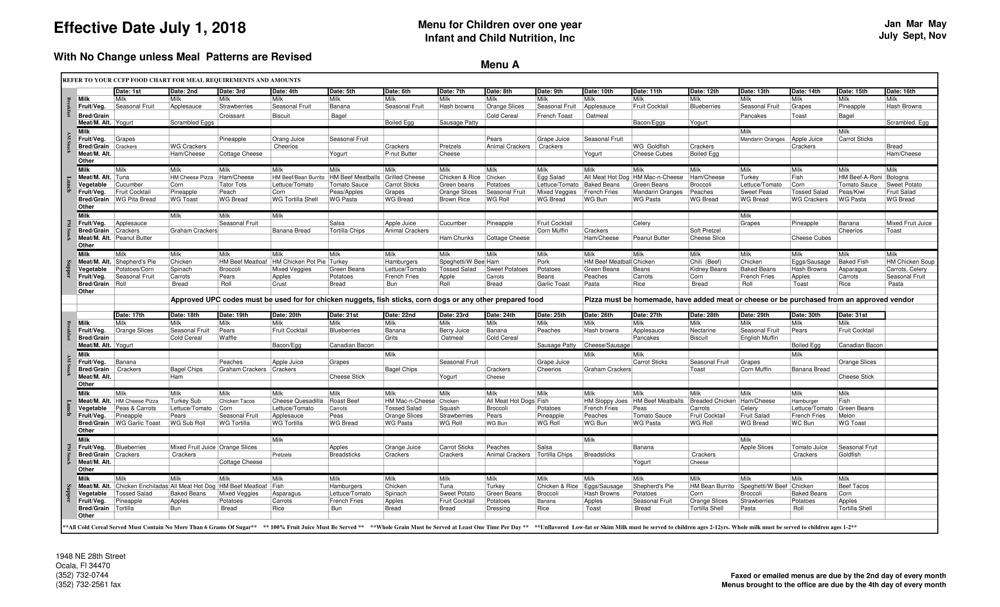 Effective Date July 1, 2018
Menu for Children over one year
Infant and Child Nutrition, Inc
Jan Mar May
July Sept, Nov
With No Change unless Meal Patterns are Revised
Menu A
REFER TO YOUR CCFP FOOD CHART FOR MEAL REQUIREMENTS AND AMOUNTS
Date: 1st Date: 2nd Date: 3rd Date: 4th Date: 5th Date: 6th Date: 7th Date: 8th Date: 9th Date: 10th Date: 11th Date: 12th Date: 13th Date: 14th Date: 15th Date: 16th
Breakfast
Milk Milk Milk Milk Milk Milk Milk Milk Milk Milk Milk Milk Milk Milk Milk Milk Milk
Fruit/Veg. Seasonal Fruit Applesauce Strawberries Seasonal Fruit Banana Seasonal Fruit Hash browns Orange Slices Seasonal Fruit Applesauce Fruit Cocktail Blueberries Seasonal Fruit Grapes Pineapple Hash Browns
Bred/Grain Croissant Biscuit Bagel Cold Cereal French Toast Oatmeal Pancakes Toast Bagel
Meat/M. Alt. Yogurt Scrambled Eggs Boiled Egg Sausage Patty Bacon/Eggs Yogurt Scrambled. Egg
AM Snack
Milk Milk Milk
Fruit/Veg. Grapes Pineapple Orang Juice Seasonal Fruit Pears Grape Juice Seasonal Fruit Mandarin Oranges Apple Juice Carrot Sticks
Bred/Grain Crackers WG Crackers Cheerios Crackers Pretzels Animal Crackers Crackers WG Goldfish Crackers Crackers Bread
Meat/M. Alt. Ham/Cheese Cottage Cheese Yogurt P-nut Butter Cheese Yogurt Cheese Cubes Boiled Egg Ham/Cheese
Other
Lunch
Milk Milk Milk Milk Milk Milk Milk Milk Milk Milk Milk Milk Milk Milk Milk Milk Milk
Meat/M. Alt. Tuna HM Cheese Pizza Ham/Cheese HM Beef/Bean Burrito HM Beef Meatballs Grilled Cheese Chicken & Rice Chicken Egg Salad All Meat Hot Dog HM Mac-n-Cheese Ham/Cheese Turkey Fish HM Beef-A-Roni Bologna
Vegetable Cucumber Corn Tator Tots Lettuce/Tomato Tomato Sauce Carrot Sticks Green beans Potatoes Lettuce/Tomato Baked Beans Green Beans Broccoli Lettuce/Tomato Corn Tomato Sauce Sweet Potato
Fruit/Veg. Fruit Cocktail Pineapple Peach Corn Peas/Apples Grapes Orange Slices Seasonal Fruit Mixed Veggies French Fries Mandarin Oranges Peaches Sweet Peas Tossed Salad Peas/Kiwi Fruit Salad
Bred/Grain WG Pita Bread WG Toast WG Bread WG Tortilla Shell WG Pasta WG Bread Brown Rice WG Roll WG Bread WG Bun WG Pasta WG Bread WG Bread WG Crackers WG Pasta WG Bread
Other
PM Snack
Milk Milk Milk Milk Milk
Fruit/Veg. Applesauce Seasonal Fruit Salsa Apple Juice Cucumber Pineapple Fruit Cocktail Celery Grapes Pineapple Banana Mixed Fruit Juice
Bred/Grain Crackers Graham Crackers Banana Bread Tortilla Chips Animal Crackers Corn Muffin Crackers Soft Pretzel Cheerios Toast
Meat/M. Alt. Peanut Butter Ham Chunks Cottage Cheese Ham/Cheese Peanut Butter Cheese Slice Cheese Cubes
Other
Supper
Milk Milk Milk Milk Milk Milk Milk Milk Milk Milk Milk Milk Milk Milk Milk Milk Milk
Meat/M. Alt. Shepherd's Pie Chicken HM Beef Meatloaf HM Chicken Pot Pie Turkey Hamburgers Speghetti/W Bee Ham Pork HM Beef Meatball Chicken Chili (Beef) Chicken Eggs/Sausage Baked Fish HM Chicken Soup
Vegetable Potatoes/Corn Spinach Broccoli Mixed Veggies Green Beans Lettuce/Tomato Tossed Salad Sweet Potatoes Potatoes Green Beans Beans Kidney Beans Baked Beans Hash Browns Asparagus Carrots, Celery
Fruit/Veg. Seasonal Fruit Carrots Pears Apples Potatoes French Fries Apple Carrots Beans Peaches Carrots Corn French Fries Apples Carrots Seasonal Fruit
Bred/Grain Roll Bread Roll Crust Bread Bun Roll Bread Garlic Toast Pasta Rice Bread Roll Toast Rice Pasta
Other
Approved UPC codes must be used for for chicken nuggets, fish sticks, corn dogs or any other prepared food Pizza must be homemade, have added meat or cheese or be purchased from an approved vendor
Date: 17th Date: 18th Date: 19th Date: 20th Date: 21st Date: 22nd Date: 23rd Date: 24th Date: 25th Date: 26th Date: 27th Date: 28th Date: 29th Date: 30th Date: 31st
Breakfast
Milk Milk Milk Milk Milk Milk Milk Milk Milk Milk Milk Milk Milk Milk Milk Milk
Fruit/Veg. Orange Slices Seasonal Fruit Pears Fruit Cocktail Blueberries Banana Berry Juice Banana Peaches Hash browns Applesauce Nectarine Seasonal Fruit Pears Fruit Cocktail
Bred/Grain Cold Cereal Waffle Grits Oatmeal Cold Cereal Pancakes Biscuit English Muffin
Meat/M. Alt. Yogurt Bacon/Egg Canadian Bacon Sausage Patty Cheese/Sausage Boiled Egg Canadian Bacon
AM Snack
Milk Milk Milk Milk Milk
Fruit/Veg. Banana Peaches Apple Juice Grapes Seasonal Fruit Grape Juice Carrot Sticks Seasonal Fruit Grapes Orange Slices
Bred/Grain Crackers Bagel Chips Graham Crackers Crackers Bagel Chips Crackers Cheerios Graham Crackers Toast Corn Muffin Banana Bread
Meat/M. Alt. Ham Cheese Stick Yogurt Cheese Cheese Stick
Other
Lunch
Milk Milk Milk Milk Milk Milk Milk Milk Milk Milk Milk Milk Milk Milk Milk Milk
Meat/M. Alt. HM Cheese Pizza Turkey Sub Chicken Tacos Cheese Quesadilla Roast Beef HM Mac-n-Cheese Chicken All Meat Hot Dogs Fish HM Sloppy Joes HM Beef Meatballs Breaded Chicken Ham/Cheese Hamburger Fish
Vegetable Peas & Carrots Lettuce/Tomato Corn Lettuce/Tomato Carrots Tossed Salad Squash Broccoli Potatoes French Fries Peas Carrots Celery Lettuce/Tomato Green Beans
Fruit/Veg. Pineapple Pears Seasonal Fruit Applesauce Peas Orange Slices Strawberries Pears Pineapple Peaches Tomato Sauce Fruit Cocktail Fruit Salad French Fries Melon
Bred/Grain WG Garlic Toast WG Sub Roll WG Tortilla WG Tortilla WG Bread WG Pasta WG Roll WG Bun WG Roll WG Bun WG Pasta WG Roll WG Bread WC Bun WG Toast
Other
PM Snack
Milk Milk Milk Milk
Fruit/Veg. Blueberries Mixed Fruit Juice Orange Slices Apples Orange Juice Carrot Sticks Peaches Salsa Banana Apple Slices Tomato Juice Seasonal Fruit
Bred/Grain Crackers Crackers Pretzels Breadsticks Crackers Crackers Animal Crackers Tortilla Chips Breadsticks Crackers Crackers Goldfish
Meat/M. Alt. Cottage Cheese Yogurt Cheese
Other
Supper
Milk Milk Milk Milk Milk Milk Milk Milk Milk Milk Milk Milk Milk Milk Milk Milk
Meat/M. Alt. Chicken Enchiladas All Meat Hot Dog HM Beef Meatloaf Fish Hamburgers Chicken Tuna Turkey Chicken & Rice Eggs/Sausage Shepherd's Pie HM Bean Burrito Speghetti/W Beef Chicken Beef Tacos
Vegetable Tossed Salad Baked Beans Mixed Veggies Asparagus Lettuce/Tomato Spinach Sweet Potato Green Beans Broccoli Hash Browns Potatoes Corn Broccoli Baked Beans Corn
Fruit/Veg. Pineapple Apples Potatoes Carrots French Fries Apples Fruit Cocktail Potatoes Banana Apples Seasonal Fruit Orange Slices Strawberries Potatoes Apples
Bred/Grain Tortilla Bun Bread Rice Bun Bread Bread Dressing Rice Toast Bread Tortilla Shell Pasta Roll Tortilla Shell
Other
**All Cold Cereal Served Must Contain No More Than 6 Grams Of Sugar** ** 100% Fruit Juice Must Be Served ** **Whole Grain Must be Served at Least One Time Per Day ** **Unflavored Low-fat or Skim Milk must be served to children ages 2-12yrs. Whole milk must be served to children ages 1-2**
1948 NE 28th Street
Ocala, Fl 34470
(352) 732-0744
(352) 732-2561 fax
Faxed or emailed menus are due by the 2nd day of every month
Menus brought to the office are due by the 4th day of every month